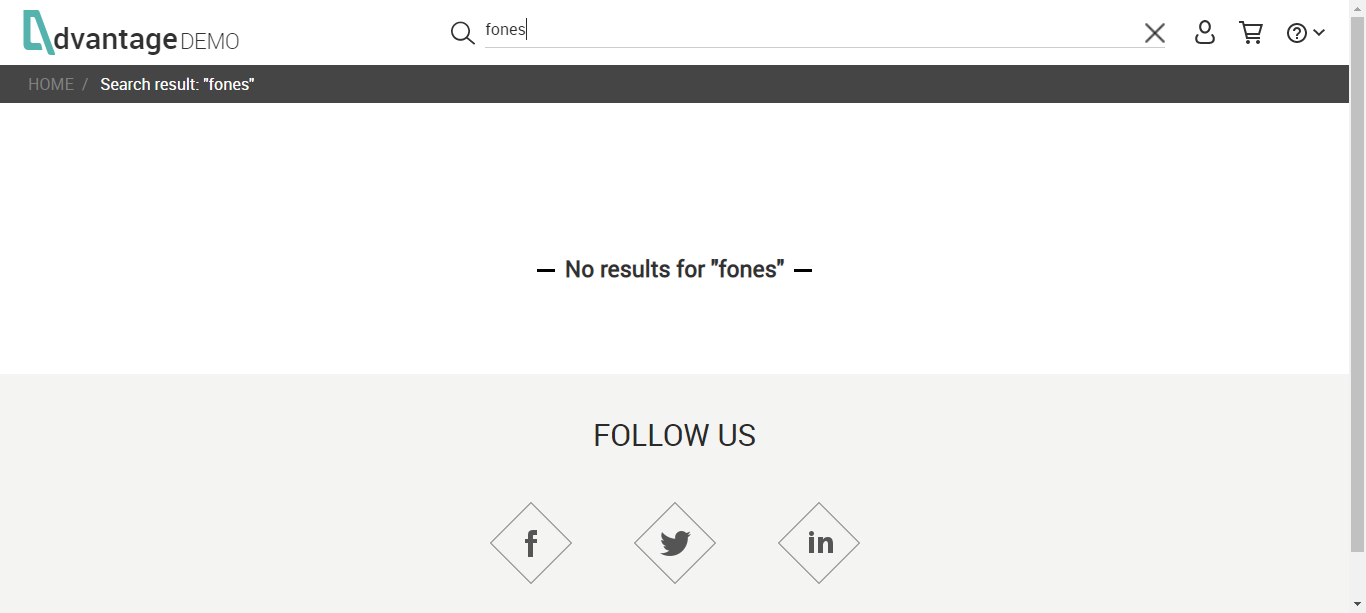 dvantage DEMO
fones
HOME / Search result: "fones"
No results for "fones"
FOLLOW US
f
in